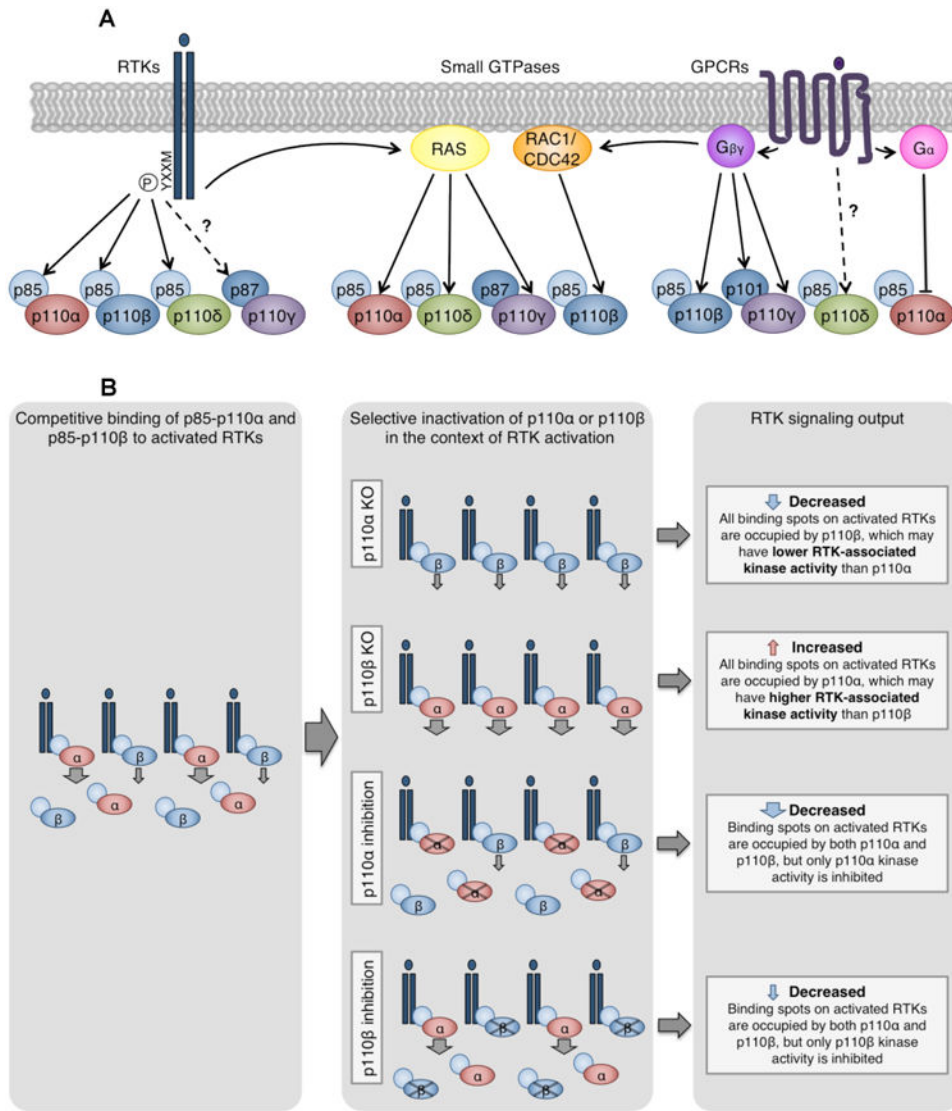 A
RTKs
Small GTPases
GPCRs
YXXM
P
RAS
RAC1/
CDC42
Gβγ
Gα
?
?
p85
p110α
p85
p110β
p85
p110δ
p87
p110γ
p85
p110α
p85
p110δ
p87
p110γ
p85
p110β
p85
p110β
p101
p110γ
p85
p110δ
p85
p110α
B
Competitive binding of p85-p110α and
p85-p110β to activated RTKs
α
β
α
β
β
α
β
α
Selective inactivation of p110α or p110β
in the context of RTK activation
p110α KO
β
β
β
β
p110β KO
α
α
α
α
p110α inhibition
α
β
α
β
β
α
β
α
p110β inhibition
α
β
α
β
β
α
β
α
RTK signaling output
Decreased
All binding spots on activated RTKs
are occupied by p110β, which may
have lower RTK-associated
kinase activity than p110α
Increased
All binding spots on activated RTKs
are occupied by p110α, which may
have higher RTK-associated
kinase activity than p110β
Decreased
Binding spots on activated RTKs
are occupied by both p110α and
p110β, but only p110α kinase
activity is inhibited
Decreased
Binding spots on activated RTKs
are occupied by both p110α and
p110β, but only p110β kinase
activity is inhibited